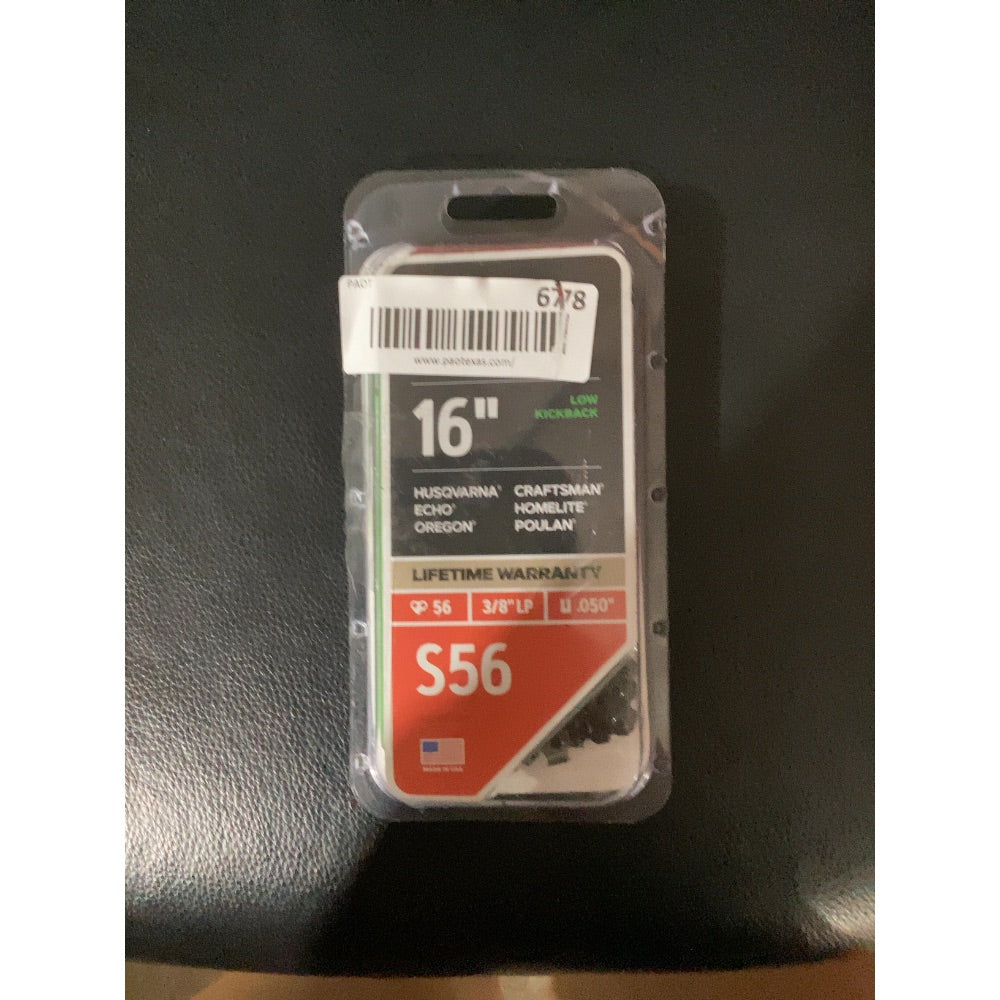 PAOT
6778
www.paotexas.com/
16"
LOW
KICKBACK
HUSQVARNA® CRAFTSMAN®
ECHO® HOMELITE®
OREGON® POULAN®
LIFETIME WARRANTY
56 3/8" LP .050"
S56
MADE IN USA